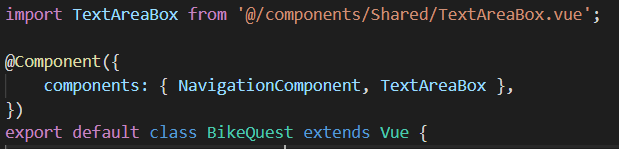 import TextAreaBox from '@/components/Shared/TextAreaBox.vue';
@Component({
components: { NavigationComponent, TextAreaBox },
})
export default class BikeQuest extends Vue {